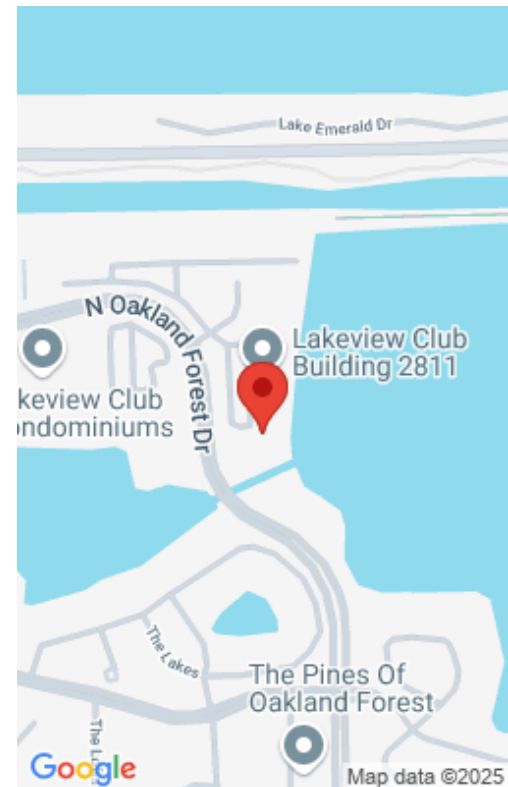 Lake Emerald Dr
N Oakland Forest Dr
Lakeview Club
Building 2811
keview Club
ondominiums
The Lakes
The Pines Of
Oakland Forest
Google
Map data ©2025